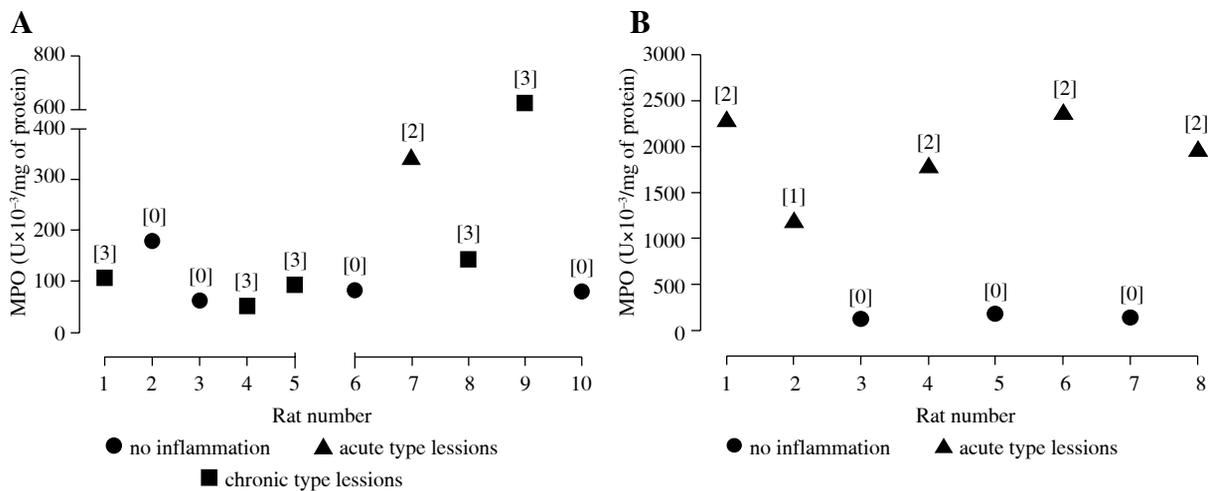 A
MPO (U×10⁻³/mg of protein)
800
600
400
300
200
100
0
[3]
[0]
[0]
[3]
[3]
[0]
[2]
[3]
[3]
[0]
1 2 3 4 5 6 7 8 9 10
Rat number
no inflammation acute type lessions
chronic type lessions
B
MPO (U×10⁻³/mg of protein)
3000
2500
2000
1500
1000
500
0
[2]
[1]
[0]
[2]
[0]
[2]
[0]
[2]
1 2 3 4 5 6 7 8
Rat number
no inflammation acute type lessions